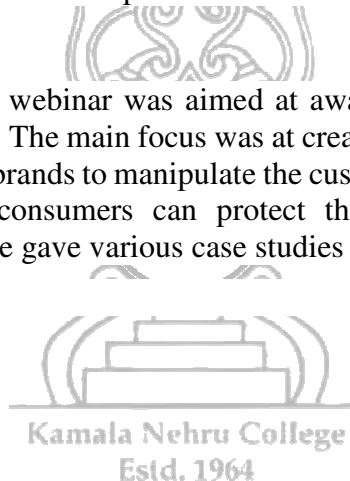 webinar was aimed at awa
The main focus was at crea
brands to manipulate the cus
consumers can protect th
e gave various case studies
Kamala Nehru College
Estd. 1964